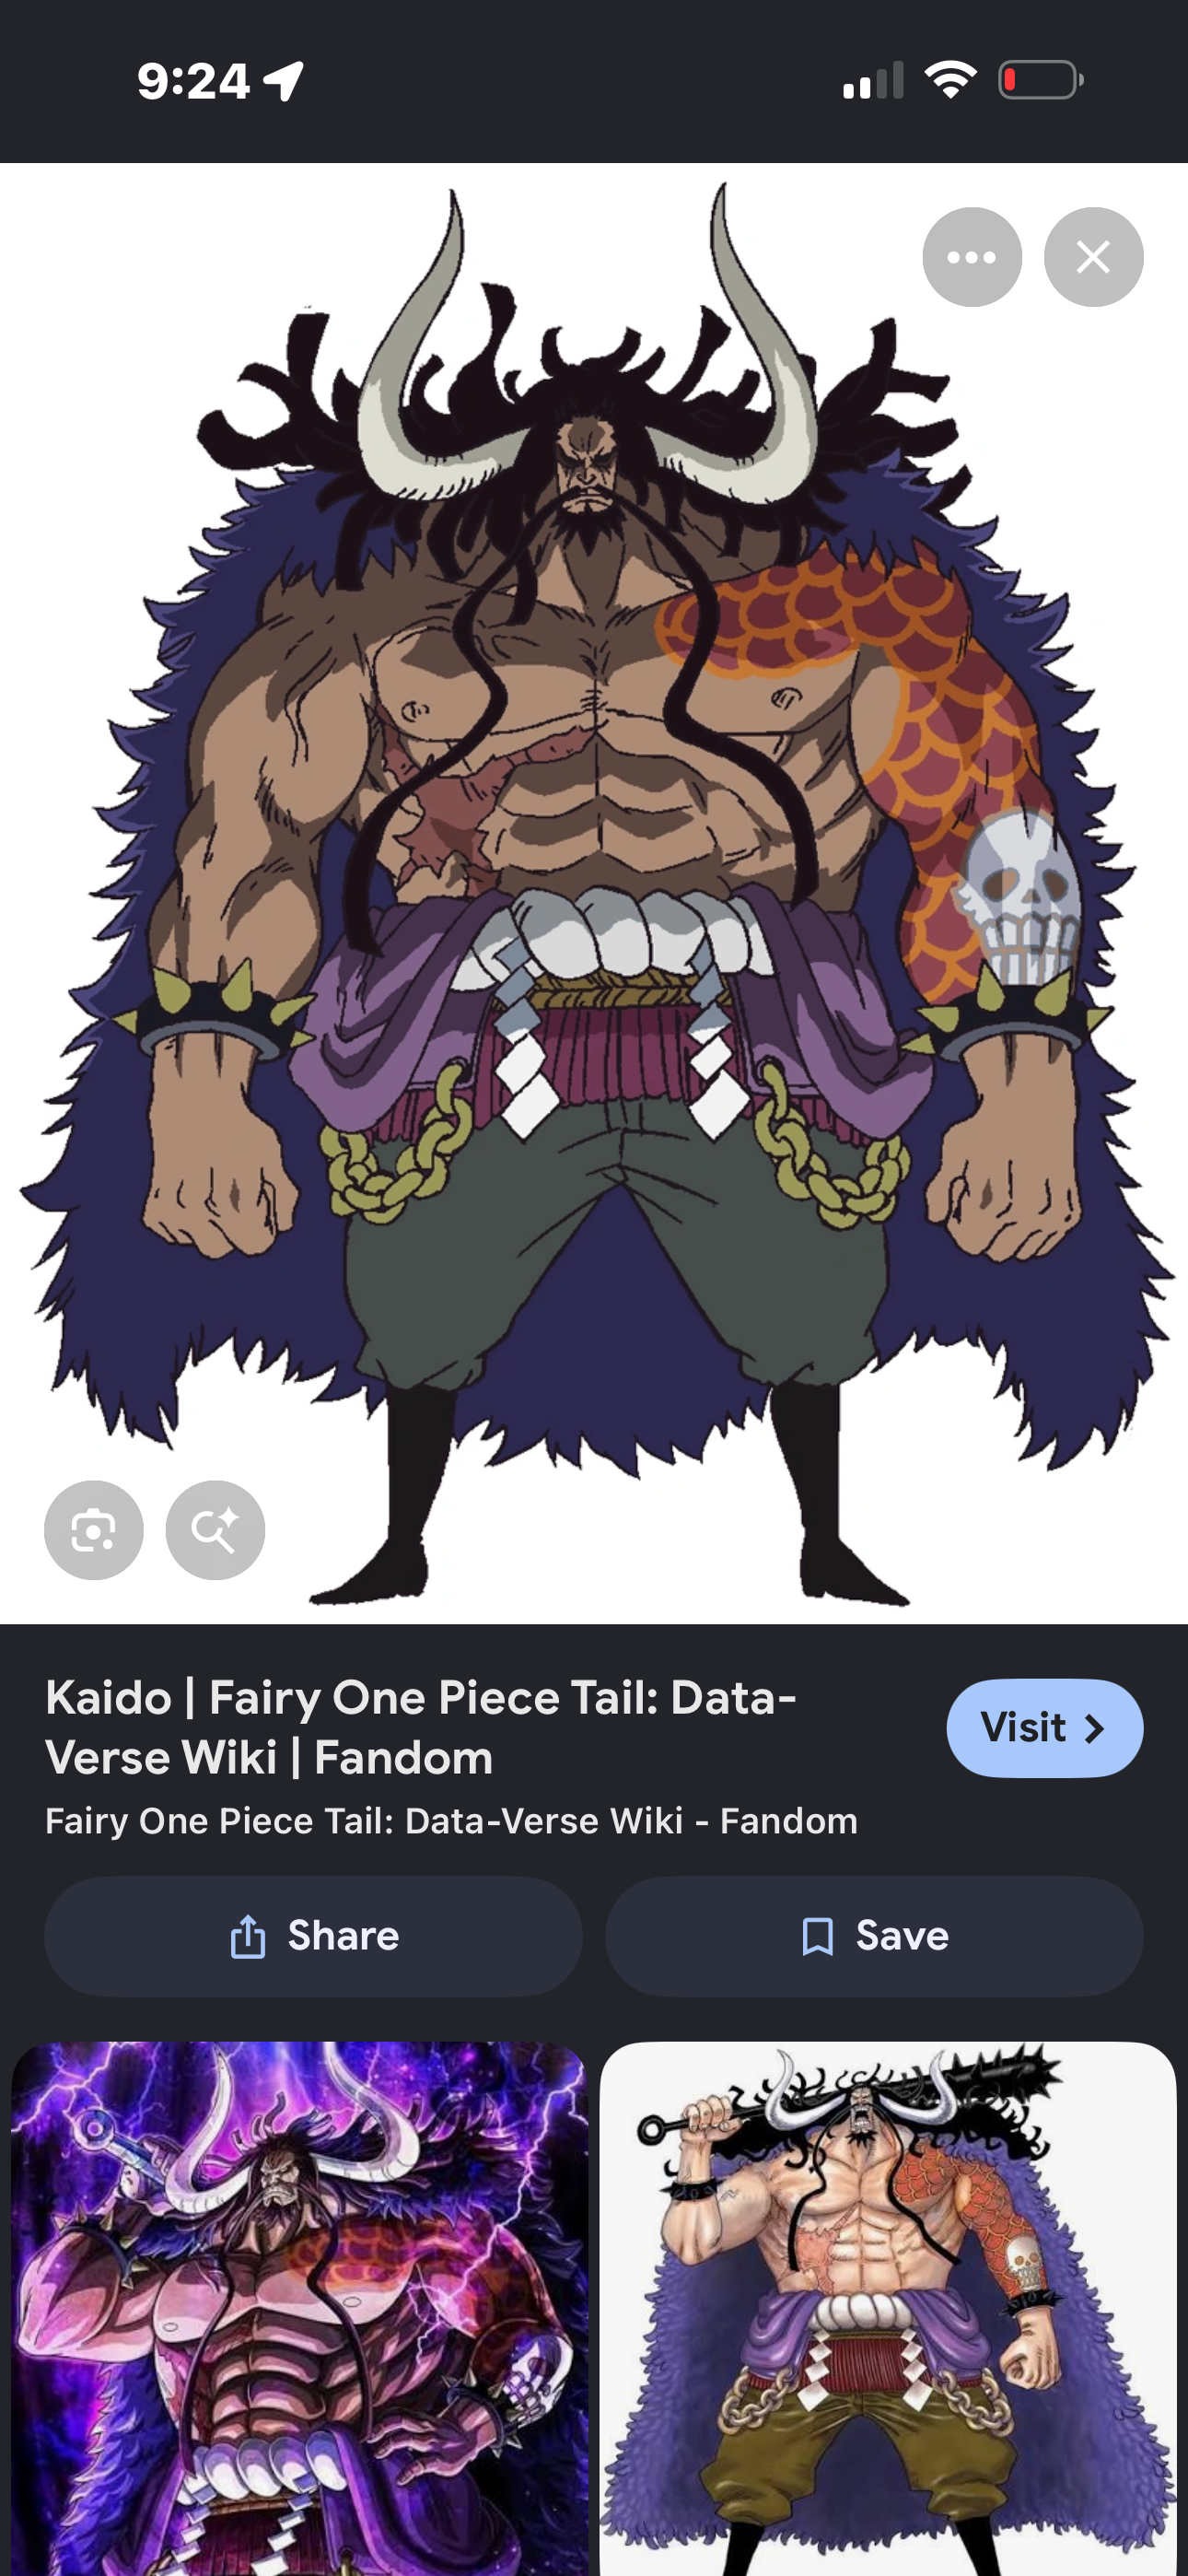 9:24
Kaido | Fairy One Piece Tail: Data-
Verse Wiki | Fandom
Visit
Fairy One Piece Tail: Data-Verse Wiki - Fandom
Share
Save